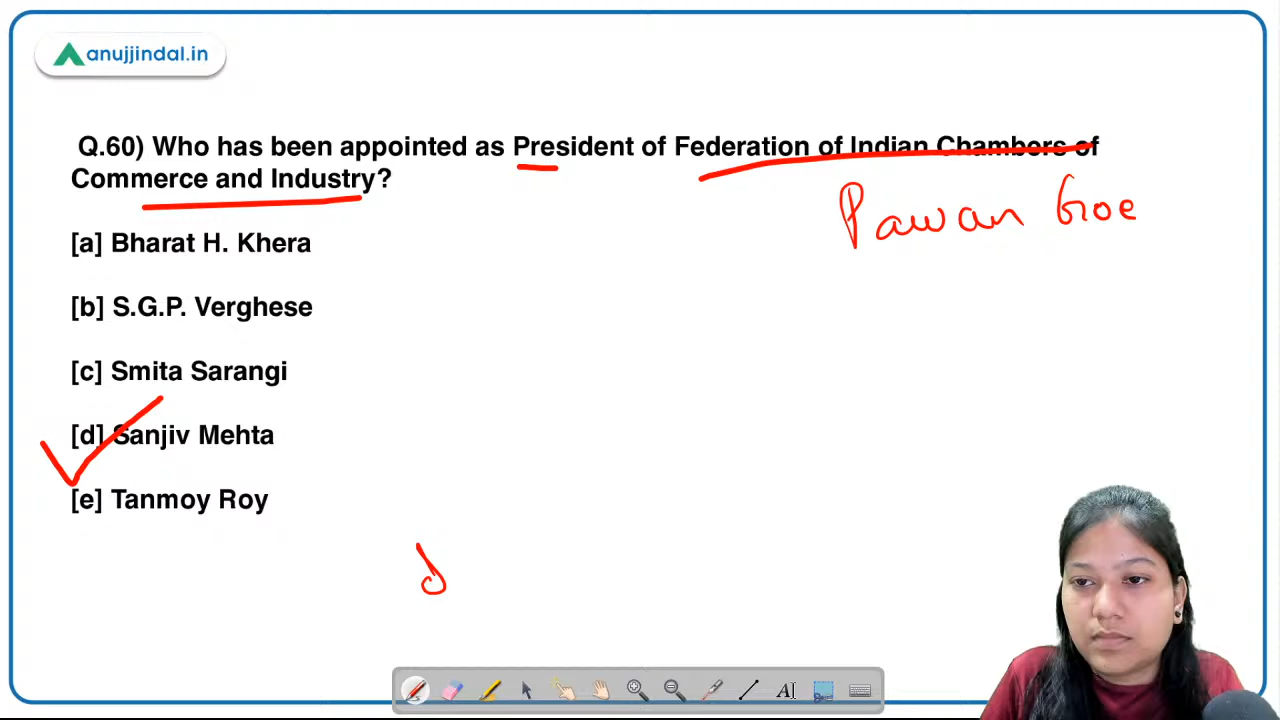 anujjindal.in
Q.60) Who has been appointed as President of Federation of Indian Chambers of
Commerce and Industry?
Pawan Goe
[a] Bharat H. Khera
[b] S.G.P. Verghese
[c] Smita Sarangi
[d] Sanjiv Mehta
[e] Tanmoy Roy